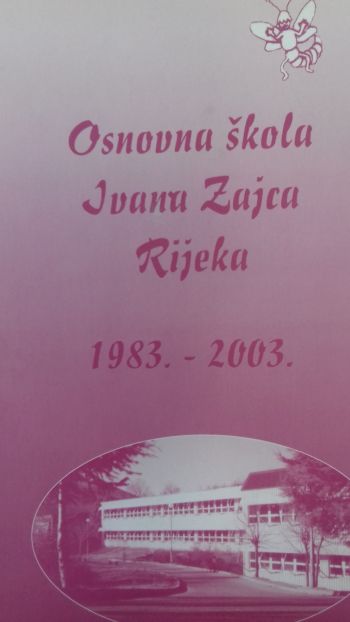 Osnovna škola
Ivana Zajca
Rijeka
1983. - 2003.